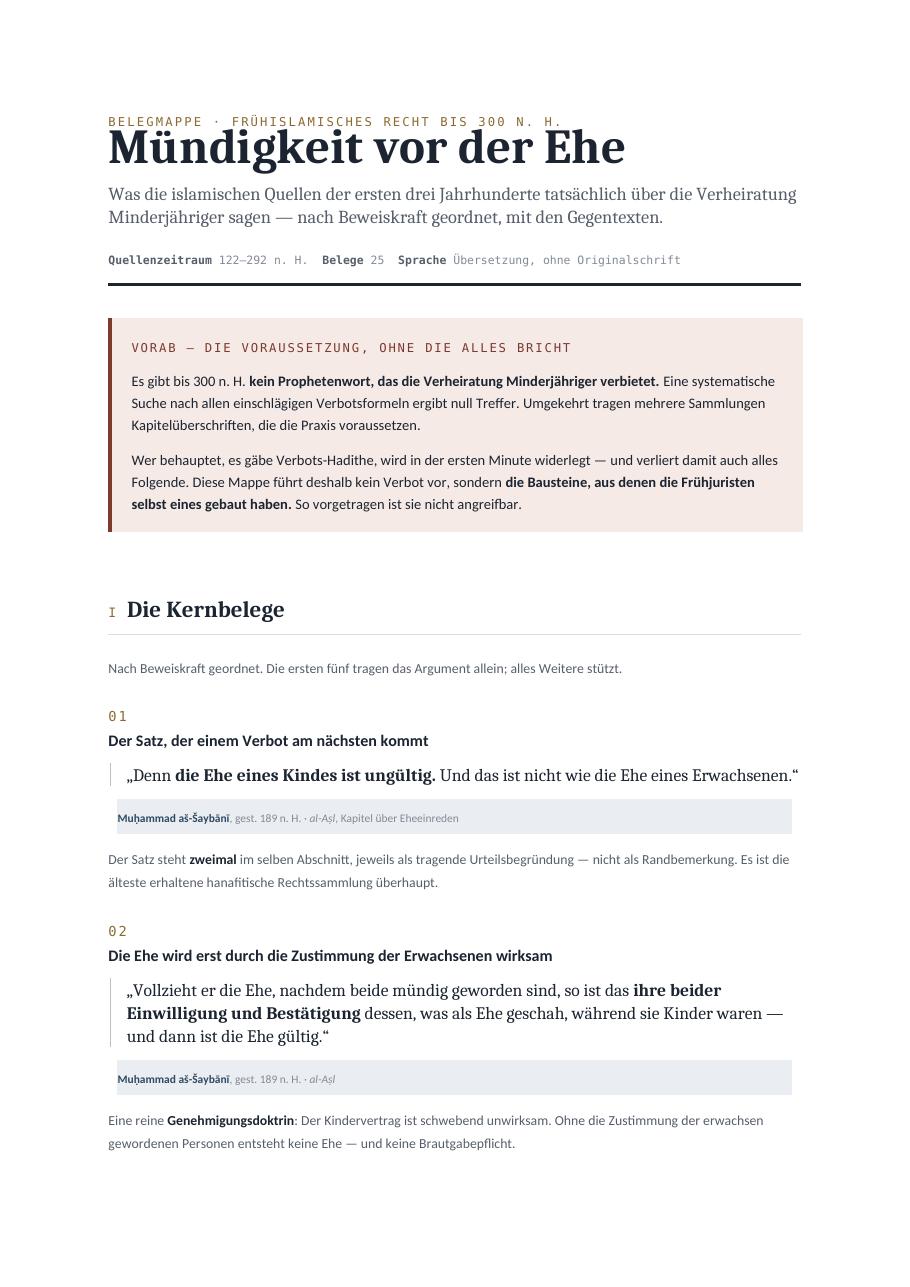 BELEGMAPPE · FRÜHISLAMISCHES RECHT BIS 300 N. H.
Mündigkeit vor der Ehe
Was die islamischen Quellen der ersten drei Jahrhunderte tatsächlich über die Verheiratung
Minderjähriger sagen — nach Beweiskraft geordnet, mit den Gegentexten.
Quellenzeitraum 122–292 n. H. Belege 25 Sprache Übersetzung, ohne Originalschrift
VORAB — DIE VORAUSSETZUNG, OHNE DIE ALLES BRICHT
Es gibt bis 300 n. H. kein Prophetenwort, das die Verheiratung Minderjähriger verbietet. Eine systematische
Suche nach allen einschlägigen Verbotsformeln ergibt null Treffer. Umgekehrt tragen mehrere Sammlungen
Kapitelüberschriften, die die Praxis voraussetzen.
Wer behauptet, es gäbe Verbots-Hadithe, wird in der ersten Minute widerlegt — und verliert damit auch alles
Folgende. Diese Mappe führt deshalb kein Verbot vor, sondern die Bausteine, aus denen die Frühjuristen
selbst eines gebaut haben. So vorgetragen ist sie nicht angreifbar.
I Die Kernbelege
Nach Beweiskraft geordnet. Die ersten fünf tragen das Argument allein; alles Weitere stützt.
01
Der Satz, der einem Verbot am nächsten kommt
„Denn die Ehe eines Kindes ist ungültig. Und das ist nicht wie die Ehe eines Erwachsenen.“
Muḥammad aš-Šaybānī, gest. 189 n. H. · al-Aṣl, Kapitel über Eheeinreden
Der Satz steht zweimal im selben Abschnitt, jeweils als tragende Urteilsbegründung — nicht als Randbemerkung. Es ist die
älteste erhaltene hanafitische Rechtssammlung überhaupt.
02
Die Ehe wird erst durch die Zustimmung der Erwachsenen wirksam
„Vollzieht er die Ehe, nachdem beide mündig geworden sind, so ist das ihre beider
Einwilligung und Bestätigung dessen, was als Ehe geschah, während sie Kinder waren —
und dann ist die Ehe gültig.“
Muḥammad aš-Šaybānī, gest. 189 n. H. · al-Aṣl
Eine reine Genehmigungsdoktrin: Der Kindervertrag ist schwebend unwirksam. Ohne die Zustimmung der erwachsen
gewordenen Personen entsteht keine Ehe — und keine Brautgabepflicht.